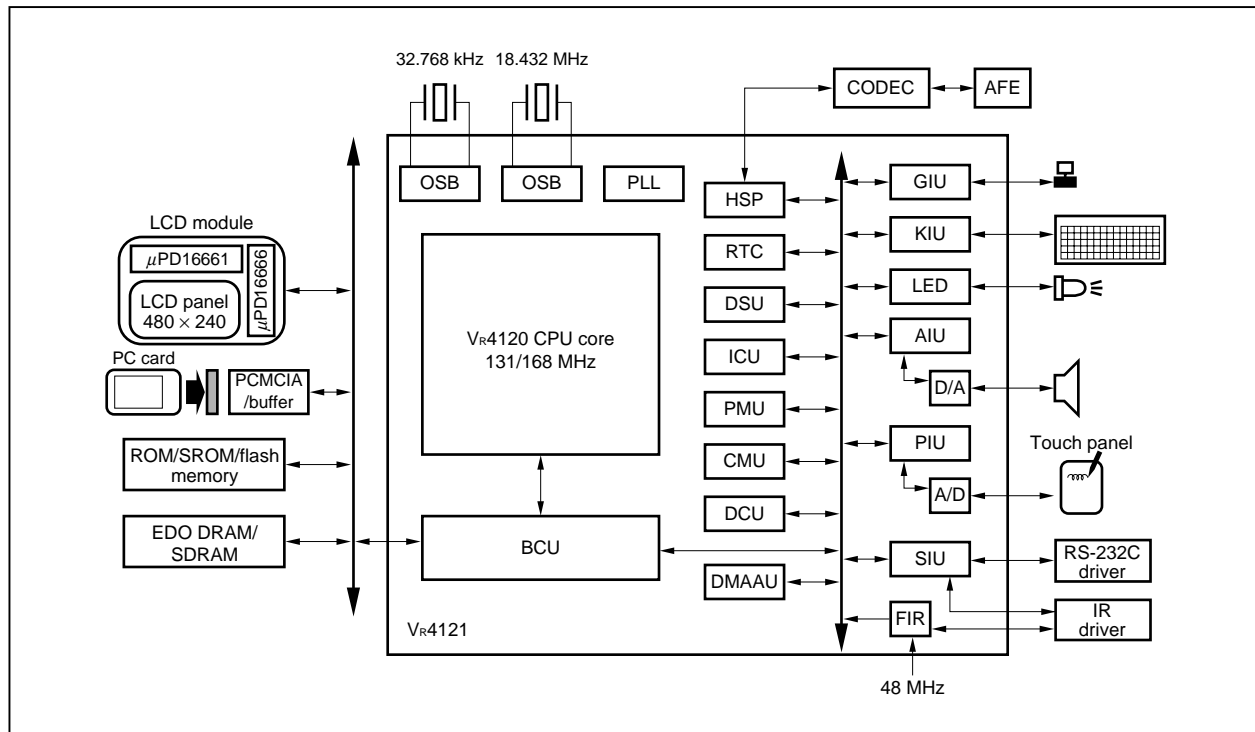 32.768 kHz
18.432 MHz
CODEC
AFE
OSB
OSB
PLL
HSP
GIU
LCD module
μPD16661
μPD16666
LCD panel
480 × 240
RTC
KIU
DSU
LED
VR4120 CPU core
131/168 MHz
ICU
AIU
D/A
PC card
PCMCIA
/buffer
PMU
PIU
Touch panel
ROM/SROM/flash
memory
CMU
A/D
EDO DRAM/
SDRAM
BCU
DCU
SIU
RS-232C
driver
DMAAU
FIR
IR
driver
VR4121
48 MHz